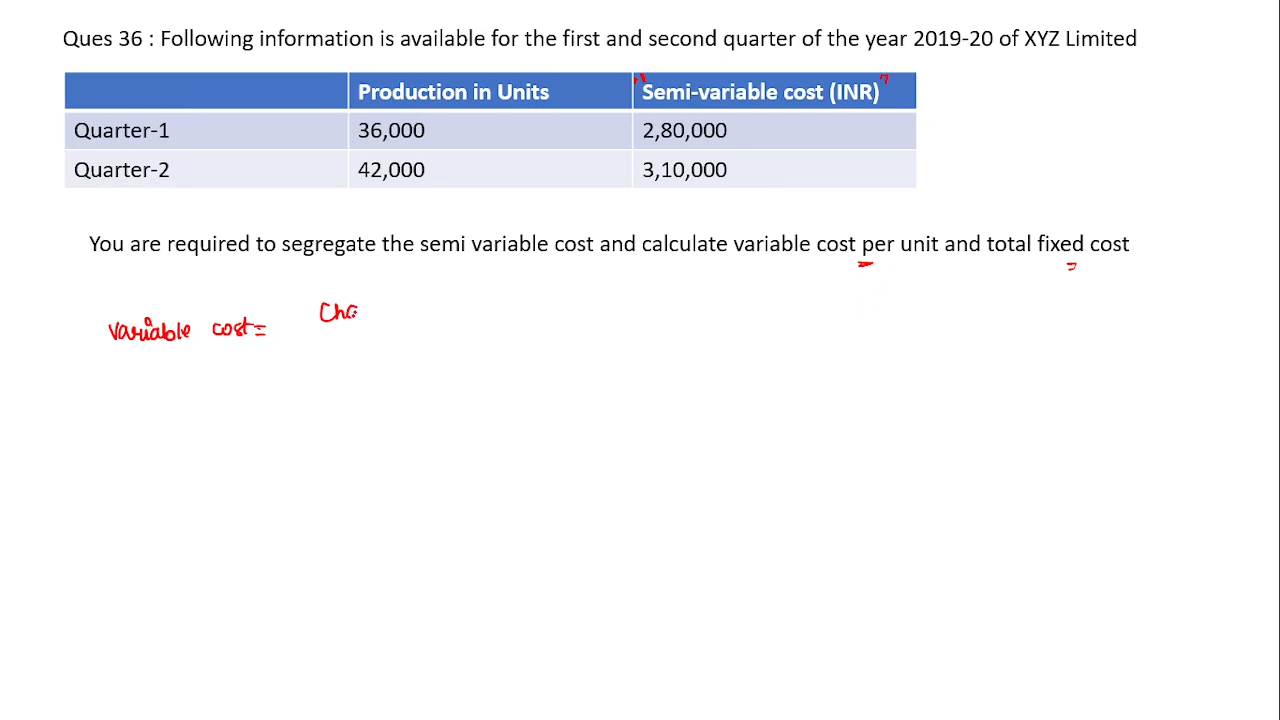 Ques 36 : Following information is available for the first and second quarter of the year 2019-20 of XYZ Limited
Production in Units Semi-variable cost (INR)
Quarter-1 36,000 2,80,000
Quarter-2 42,000 3,10,000
You are required to segregate the semi variable cost and calculate variable cost per unit and total fixed cost
Cha
variable cost=